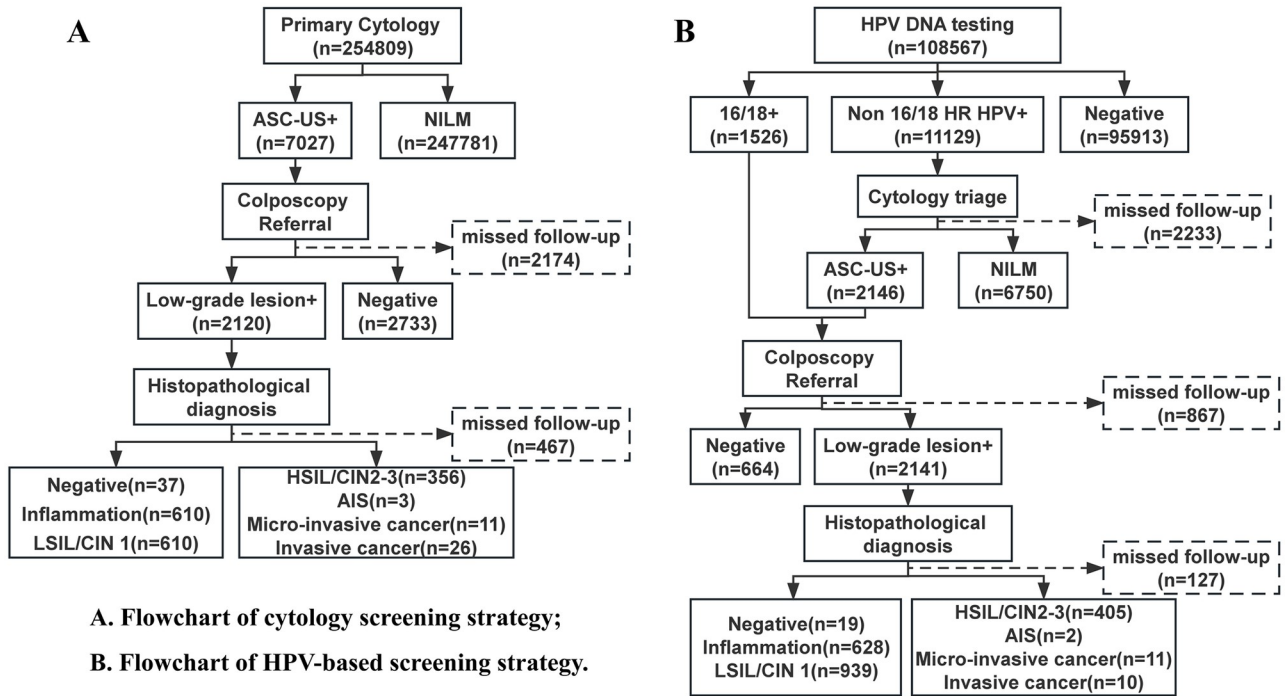 A
Primary Cytology
(n=254809)
ASC-US+
(n=7027)
NILM
(n=247781)
Colposcopy
Referral
missed follow-up
(n=2174)
Low-grade lesion+
(n=2120)
Negative
(n=2733)
Histopathological
diagnosis
missed follow-up
(n=467)
Negative(n=37)
Inflammation(n=610)
LSIL/CIN 1(n=610)
HSIL/CIN2-3(n=356)
AIS(n=3)
Micro-invasive cancer(n=11)
Invasive cancer(n=26)
A. Flowchart of cytology screening strategy;
B. Flowchart of HPV-based screening strategy.
B
HPV DNA testing
(n=108567)
16/18+
(n=1526)
Non 16/18 HR HPV+
(n=11129)
Negative
(n=95913)
Cytology triage
missed follow-up
(n=2233)
ASC-US+
(n=2146)
NILM
(n=6750)
Colposcopy
Referral
missed follow-up
(n=867)
Negative
(n=664)
Low-grade lesion+
(n=2141)
Histopathological
diagnosis
missed follow-up
(n=127)
Negative(n=19)
Inflammation(n=628)
LSIL/CIN 1(n=939)
HSIL/CIN2-3(n=405)
AIS(n=2)
Micro-invasive cancer(n=11)
Invasive cancer(n=10)